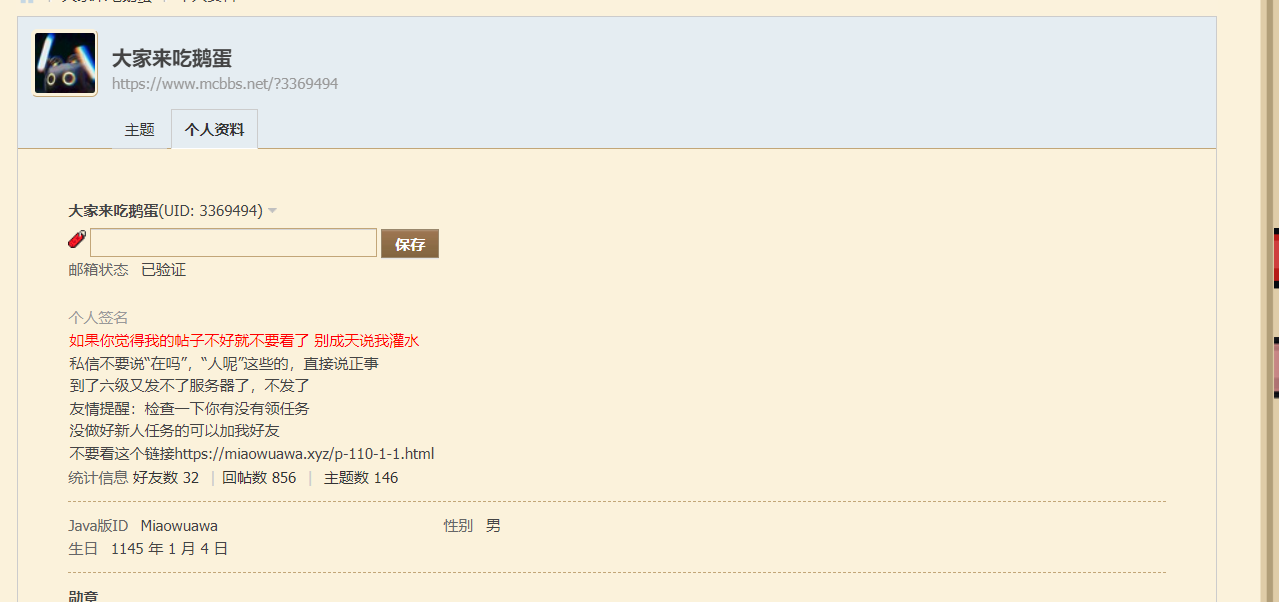 大家来吃鹅蛋
https://www.mcbbs.net/?3369494
主题
个人资料
大家来吃鹅蛋(UID: 3369494)
保存
邮箱状态 已验证
个人签名
如果你觉得我的帖子不好就不要看了 别成天说我灌水
私信不要说“在吗”，“人呢”这些的，直接说正事
到了六级又发不了服务器了，不发了
友情提醒：检查一下你有没有领任务
没做好新人任务的可以加我好友
不要看这个链接https://miaowuawa.xyz/p-110-1-1.html
统计信息 好友数 32 | 回帖数 856 | 主题数 146
Java版ID Miaowuawa 性别 男
生日 1145 年 1 月 4 日
勋章